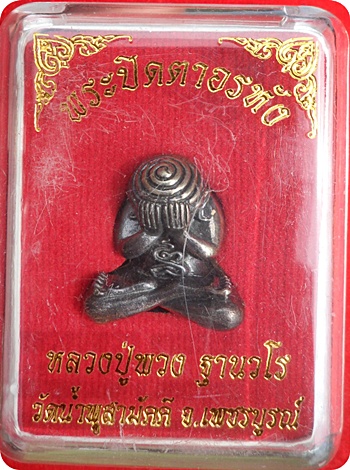 พระปิดตาอรหัง
หลวงปู่พวง ฐานวโร
วัดน้ำพุสามัคคี จ.เพชรบูรณ์